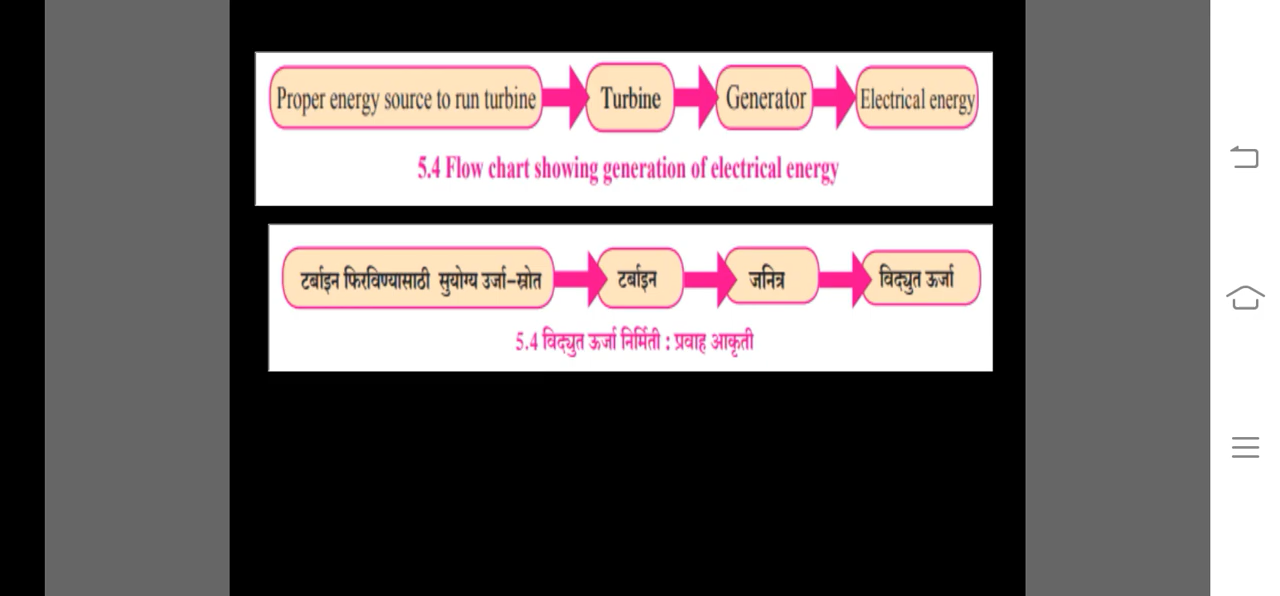 Proper energy source to run turbine Turbine Generator Electrical energy
5.4 Flow chart showing generation of electrical energy
टर्बाइन फिरविण्यासाठी सुयोग्य उर्जा-स्रोत टर्बाइन जनित्र विद्युत ऊर्जा
5.4 विद्युत ऊर्जा निर्मिती : प्रवाह आकृती